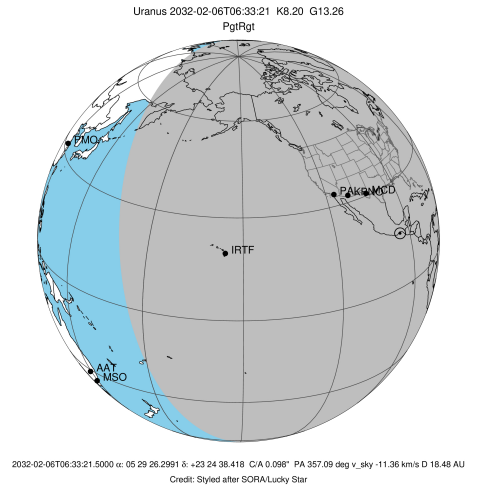 Uranus 2032-02-06T06:33:21 K8.20 G13.26
PgtRgt
PMO
MCD
IRTF
AAT
MSO
2032-02-06T06:33:21.5000 α: 05 29 26.2991 δ: +23 24 38.418 C/A 0.098" PA 357.09 deg v_sky -11.36 km/s D 18.48 AU
Credit: Styled after SORA/Lucky Star